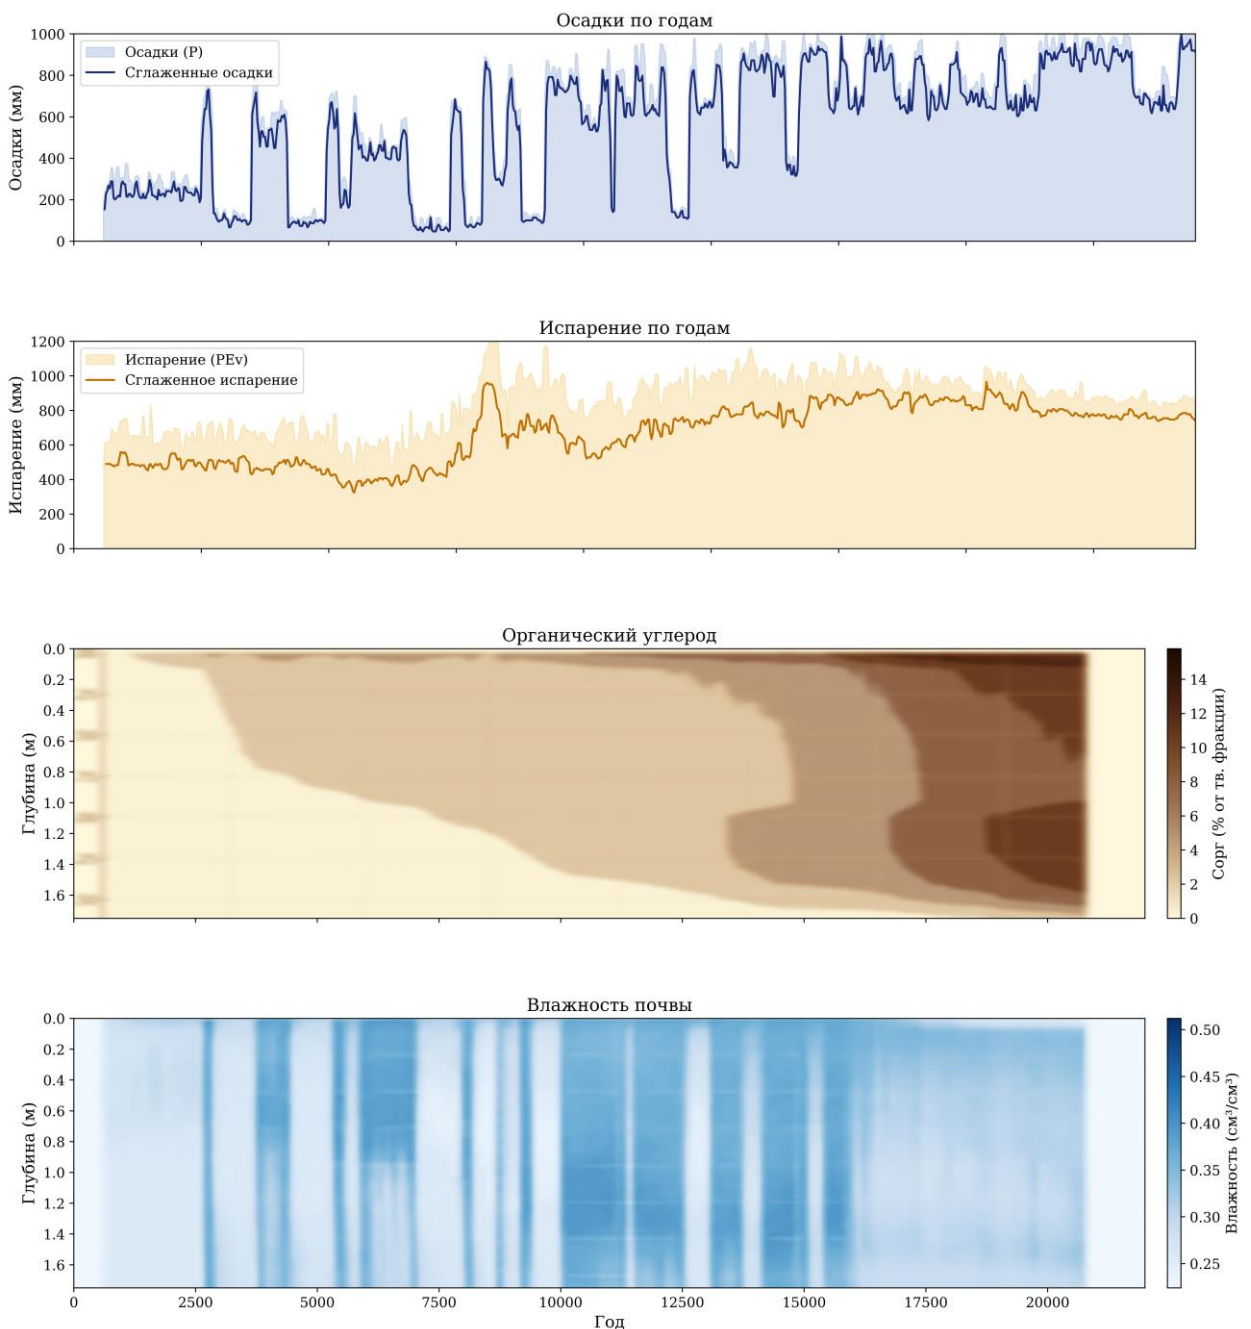 Осадки по годам
1000
800
600
400
200
0
Осадки (мм)
Осадки (P)
Сглаженные осадки
Испарение по годам
1200
1000
800
600
400
200
0
Испарение (мм)
Испарение (PEv)
Сглаженное испарение
Органический углерод
0.0
0.2
0.4
0.6
0.8
1.0
1.2
1.4
1.6
Глубина (м)
14
12
10
8
6
4
2
0
Сорг (% от тв. фракции)
Влажность почвы
0.0
0.2
0.4
0.6
0.8
1.0
1.2
1.4
1.6
Глубина (м)
0.50
0.45
0.40
0.35
0.30
0.25
Влажность (см³/см³)
0 2500 5000 7500 10000 12500 15000 17500 20000
Год